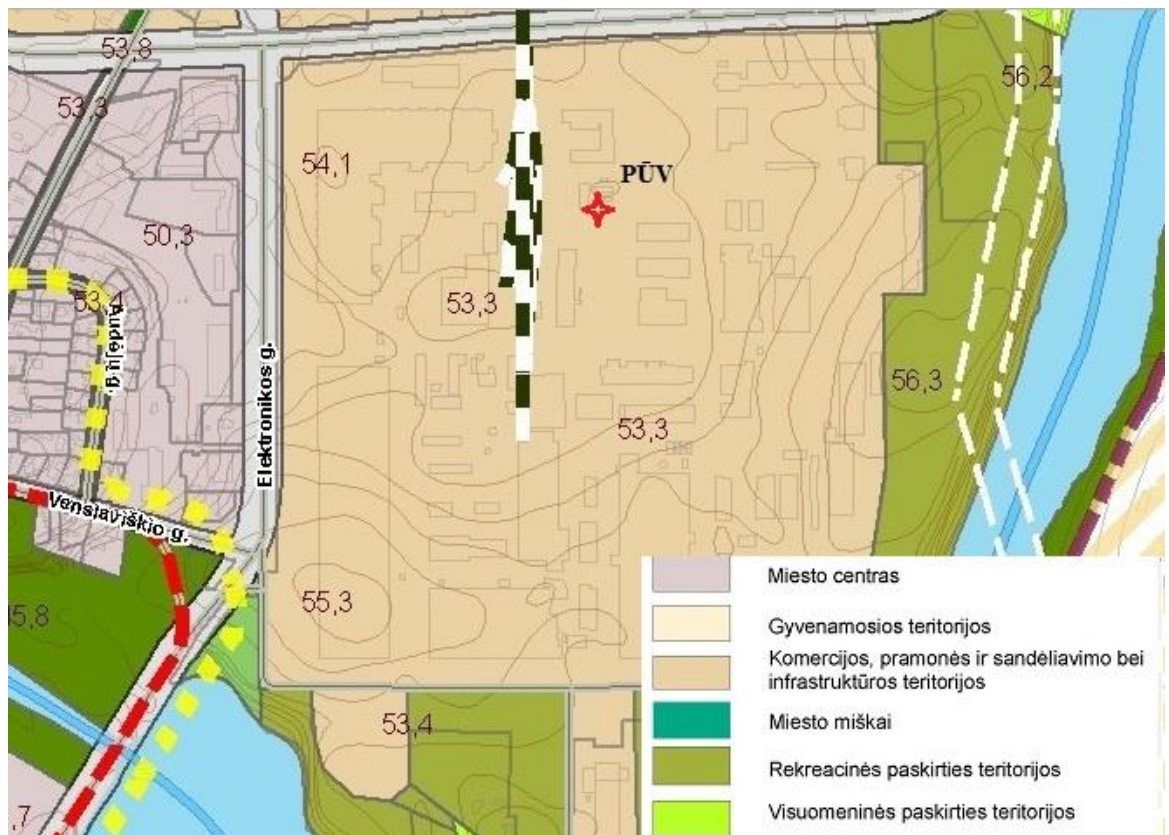 53,8
56,2
53,3
54,1
PŪV
50,3
53,4
53,3
Audėjų g.
Elektronikos g.
56,3
53,3
Venslaviškio g.
55,3
Miesto centras
Gyvenamosios teritorijos
Komercijos, pramonės ir sandėliavimo bei
infrastruktūros teritorijos
53,4
Miesto miškai
Rekreacinės paskirties teritorijos
Visuomeninės paskirties teritorijos